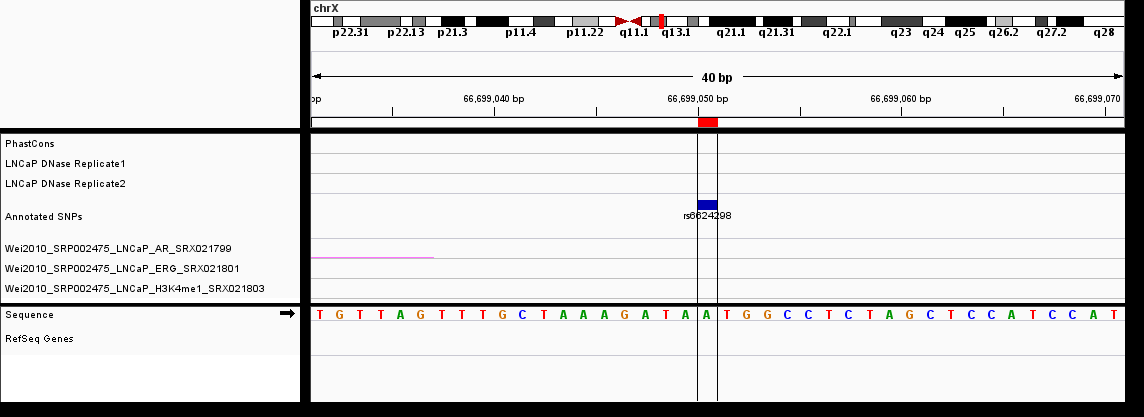 chrX
p22.31 p22.13 p21.3 p11.4 p11.22 q11.1 q13.1 q21.1 q21.31 q22.1 q23 q24 q25 q26.2 q27.2 q28
40 bp
bp 66,699,040 bp 66,699,050 bp 66,699,060 bp 66,699,070
PhastCons
LNCaP DNase Replicate1
LNCaP DNase Replicate2
Annotated SNPs
rs6624298
Wei2010_SRP002475_LNCaP_AR_SRX021799
Wei2010_SRP002475_LNCaP_ERG_SRX021801
Wei2010_SRP002475_LNCaP_H3K4me1_SRX021803
Sequence T G T T A G T T T G C T A A A G A T A A T G G C C T C T A G C T C C A T C C A T
RefSeq Genes